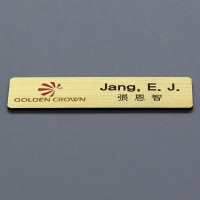 Jang, E. J.
張 恩 智
GOLDEN CROWN